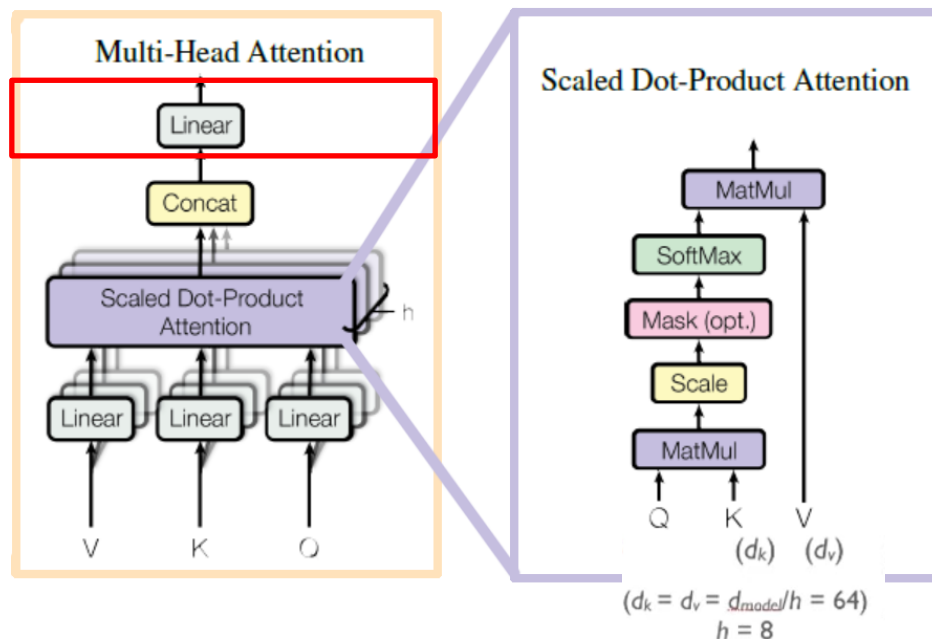 Multi-Head Attention
Linear
Concat
Scaled Dot-Product
Attention
h
Linear
Linear
Linear
V
K
Q
Scaled Dot-Product Attention
MatMul
SoftMax
Mask (opt.)
Scale
MatMul
Q
K
V
(dₖ)
(dᵥ)
(dₖ = dᵥ = d_model/h = 64)
h = 8